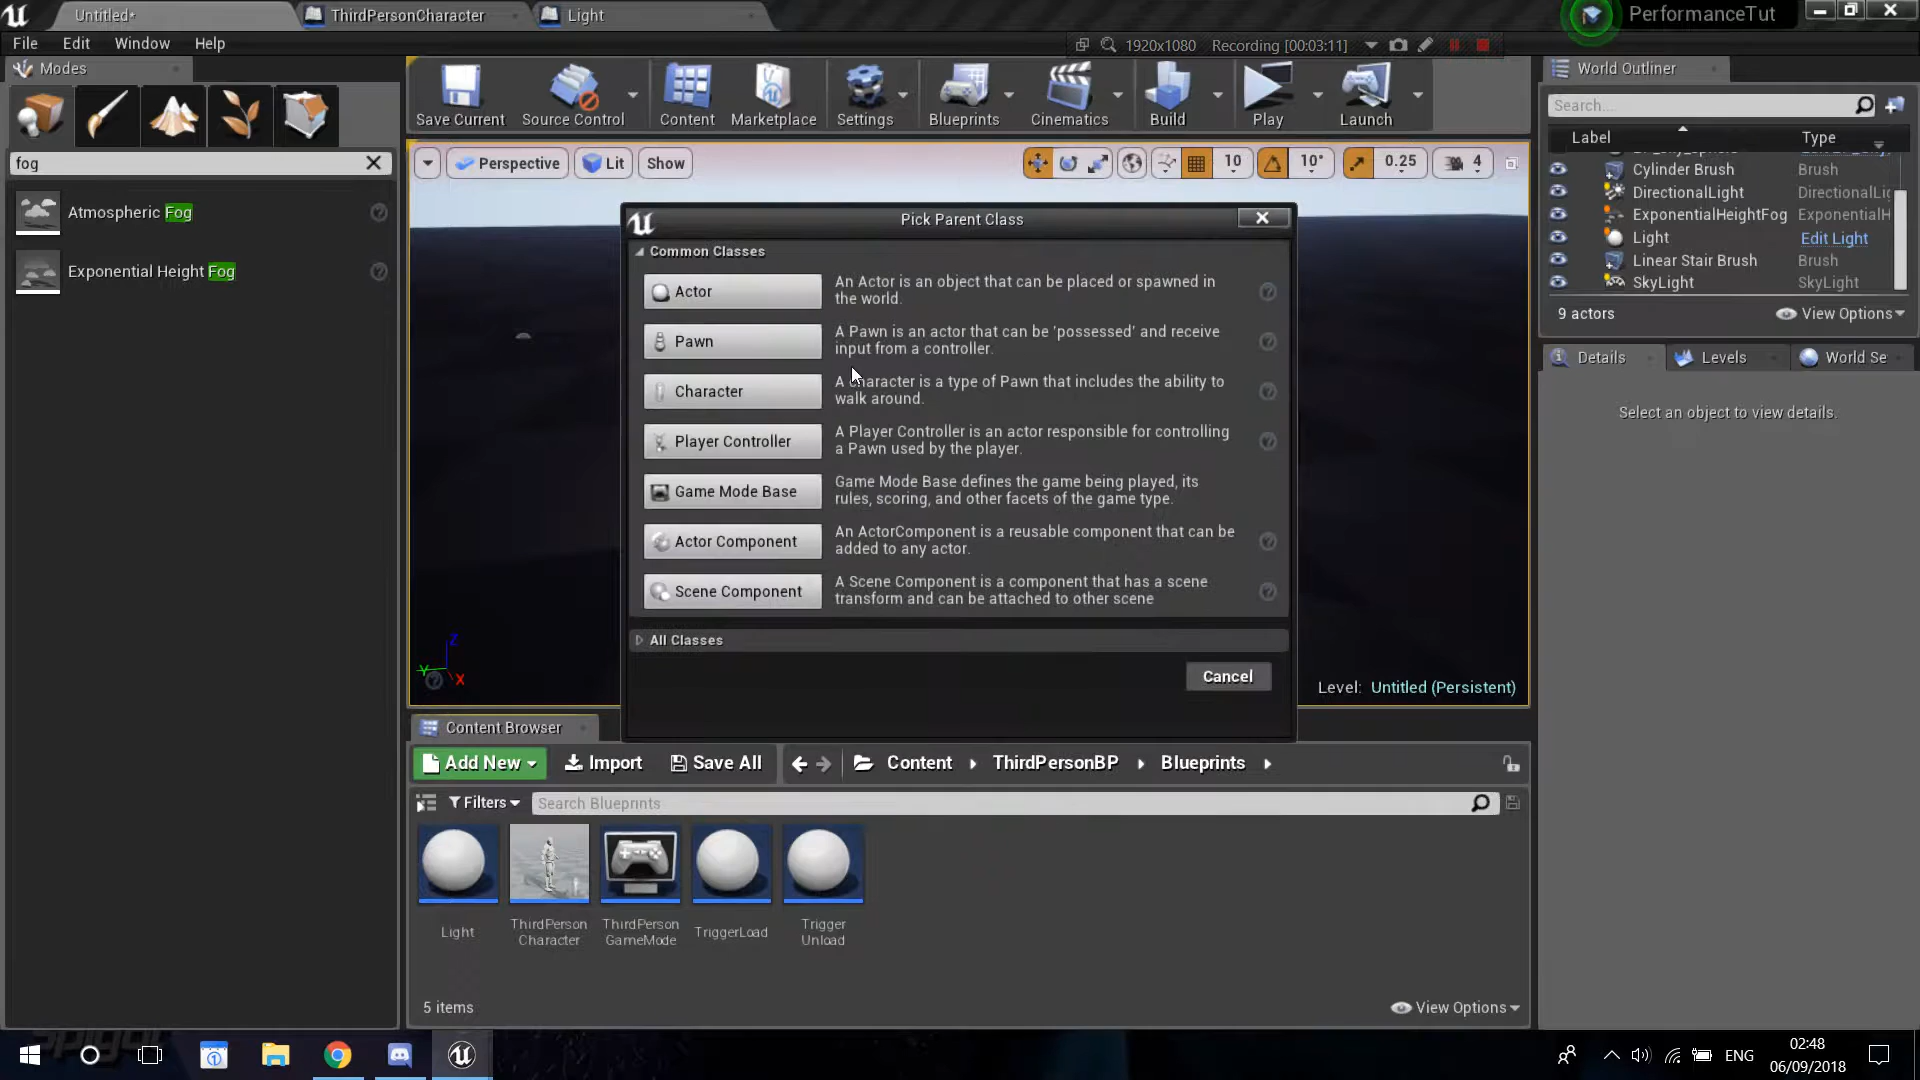 Untitled*
ThirdPersonCharacter
Light
PerformanceTut
File
Edit
Window
Help
1920x1080
Recording [00:03:11]
Modes
Save Current
Source Control
Content
Marketplace
Settings
Blueprints
Cinematics
Build
Play
Launch
World Outliner
Search....
Label
Type
Cylinder Brush
Brush
DirectionalLight
DirectionalLig
ExponentialHeightFog
ExponentialH
Light
Edit Light
Linear Stair Brush
Brush
SkyLight
SkyLight
9 actors
View Options
fog
Atmospheric Fog
Exponential Height Fog
Perspective
Lit
Show
10
10°
0.25
4
Pick Parent Class
Common Classes
Actor
An Actor is an object that can be placed or spawned in
the world.
Pawn
A Pawn is an actor that can be 'possessed' and receive
input from a controller.
Character
A Character is a type of Pawn that includes the ability to
walk around.
Player Controller
A Player Controller is an actor responsible for controlling
a Pawn used by the player.
Game Mode Base
Game Mode Base defines the game being played, its
rules, scoring, and other facets of the game type.
Actor Component
An ActorComponent is a reusable component that can be
added to any actor.
Scene Component
A Scene Component is a component that has a scene
transform and can be attached to other scene
All Classes
Cancel
Z
Y
X
Level: Untitled (Persistent)
Details
Levels
World Se
Select an object to view details.
Content Browser
Add New
Import
Save All
Content
ThirdPersonBP
Blueprints
Filters
Search Blueprints
Light
ThirdPerson
Character
ThirdPerson
GameMode
TriggerLoad
Trigger
Unload
5 items
View Options
ENG
02:48
06/09/2018